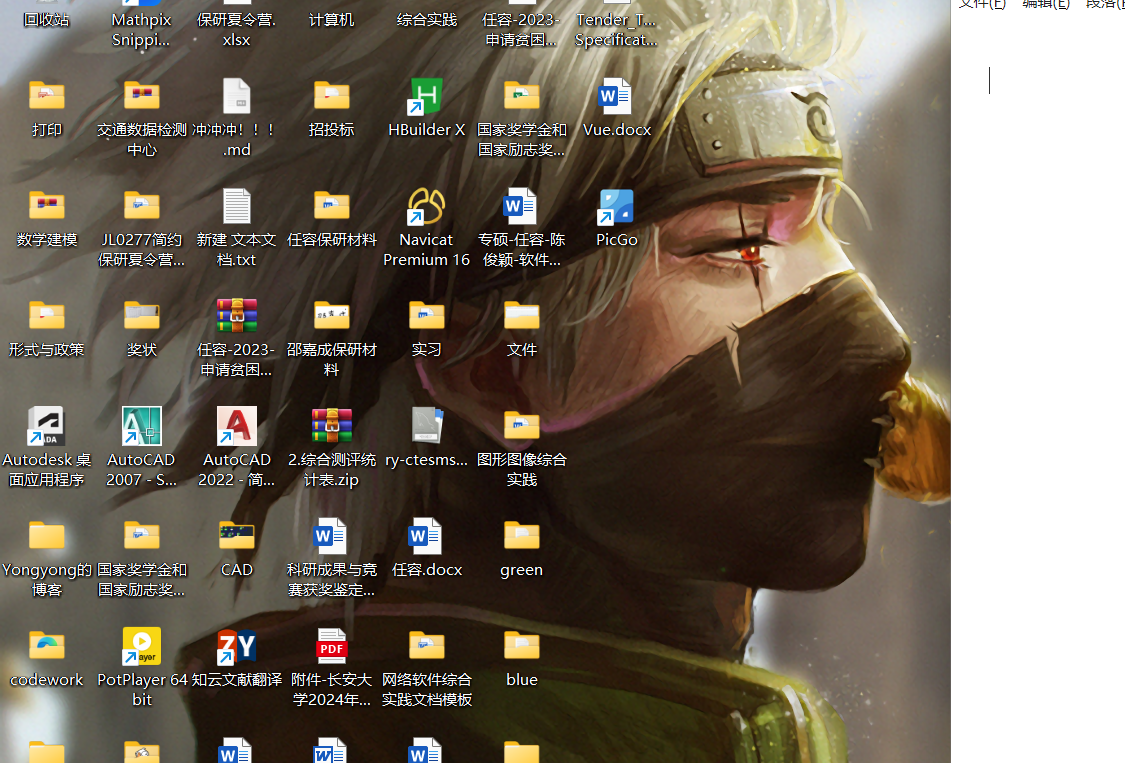 回收站
Mathpix
Snippi...
保研夏令营.
xlsx
计算机
综合实践
任容-2023-
申请贫困...
Tender_T...
Specificat...
文件(F)
编辑(E)
打印
交通数据检测
中心
冲冲冲！！！
.md
招投标
HBuilder X
国家奖学金和
国家励志奖...
Vue.docx
数学建模
JL0277简约
保研夏令营...
新建 文本文
档.txt
任容保研材料
Navicat
Premium 16
专硕-任容-陈
俊颖-软件...
PicGo
形式与政策
奖状
任容-2023-
申请贫困...
邵嘉成保研材
料
实习
文件
Autodesk 桌
面应用程序
AutoCAD
2007 - S...
AutoCAD
2022 - 简...
2.综合测评统
计表.zip
ry-ctesms...
图形图像综合
实践
Yongyong的
博客
国家奖学金和
国家励志奖...
CAD
科研成果与竞
赛获奖鉴定...
任容.docx
green
codework
PotPlayer 64
bit
知云文献翻译
附件-长安大
学2024年...
网络软件综合
实践文档模板
blue